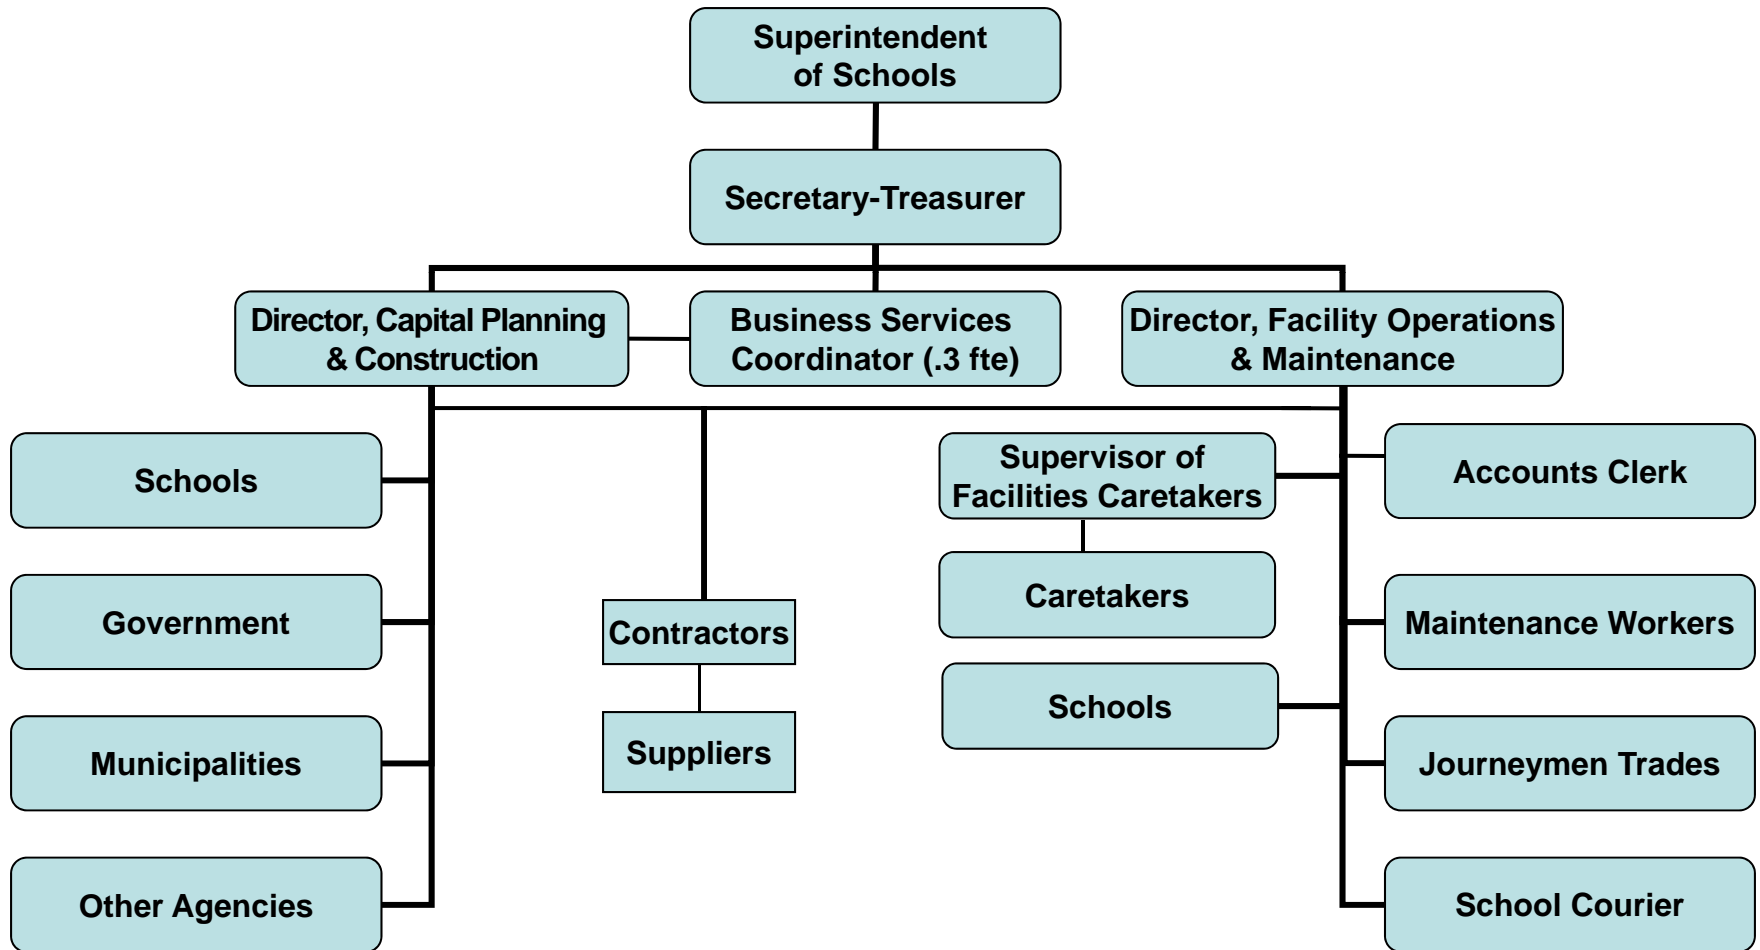 Superintendent
of Schools
Secretary-Treasurer
Director, Capital Planning
& Construction
Business Services
Coordinator (.3 fte)
Director, Facility Operations
& Maintenance
Schools
Government
Municipalities
Other Agencies
Contractors
Suppliers
Supervisor of
Facilities Caretakers
Caretakers
Schools
Accounts Clerk
Maintenance Workers
Journeymen Trades
School Courier